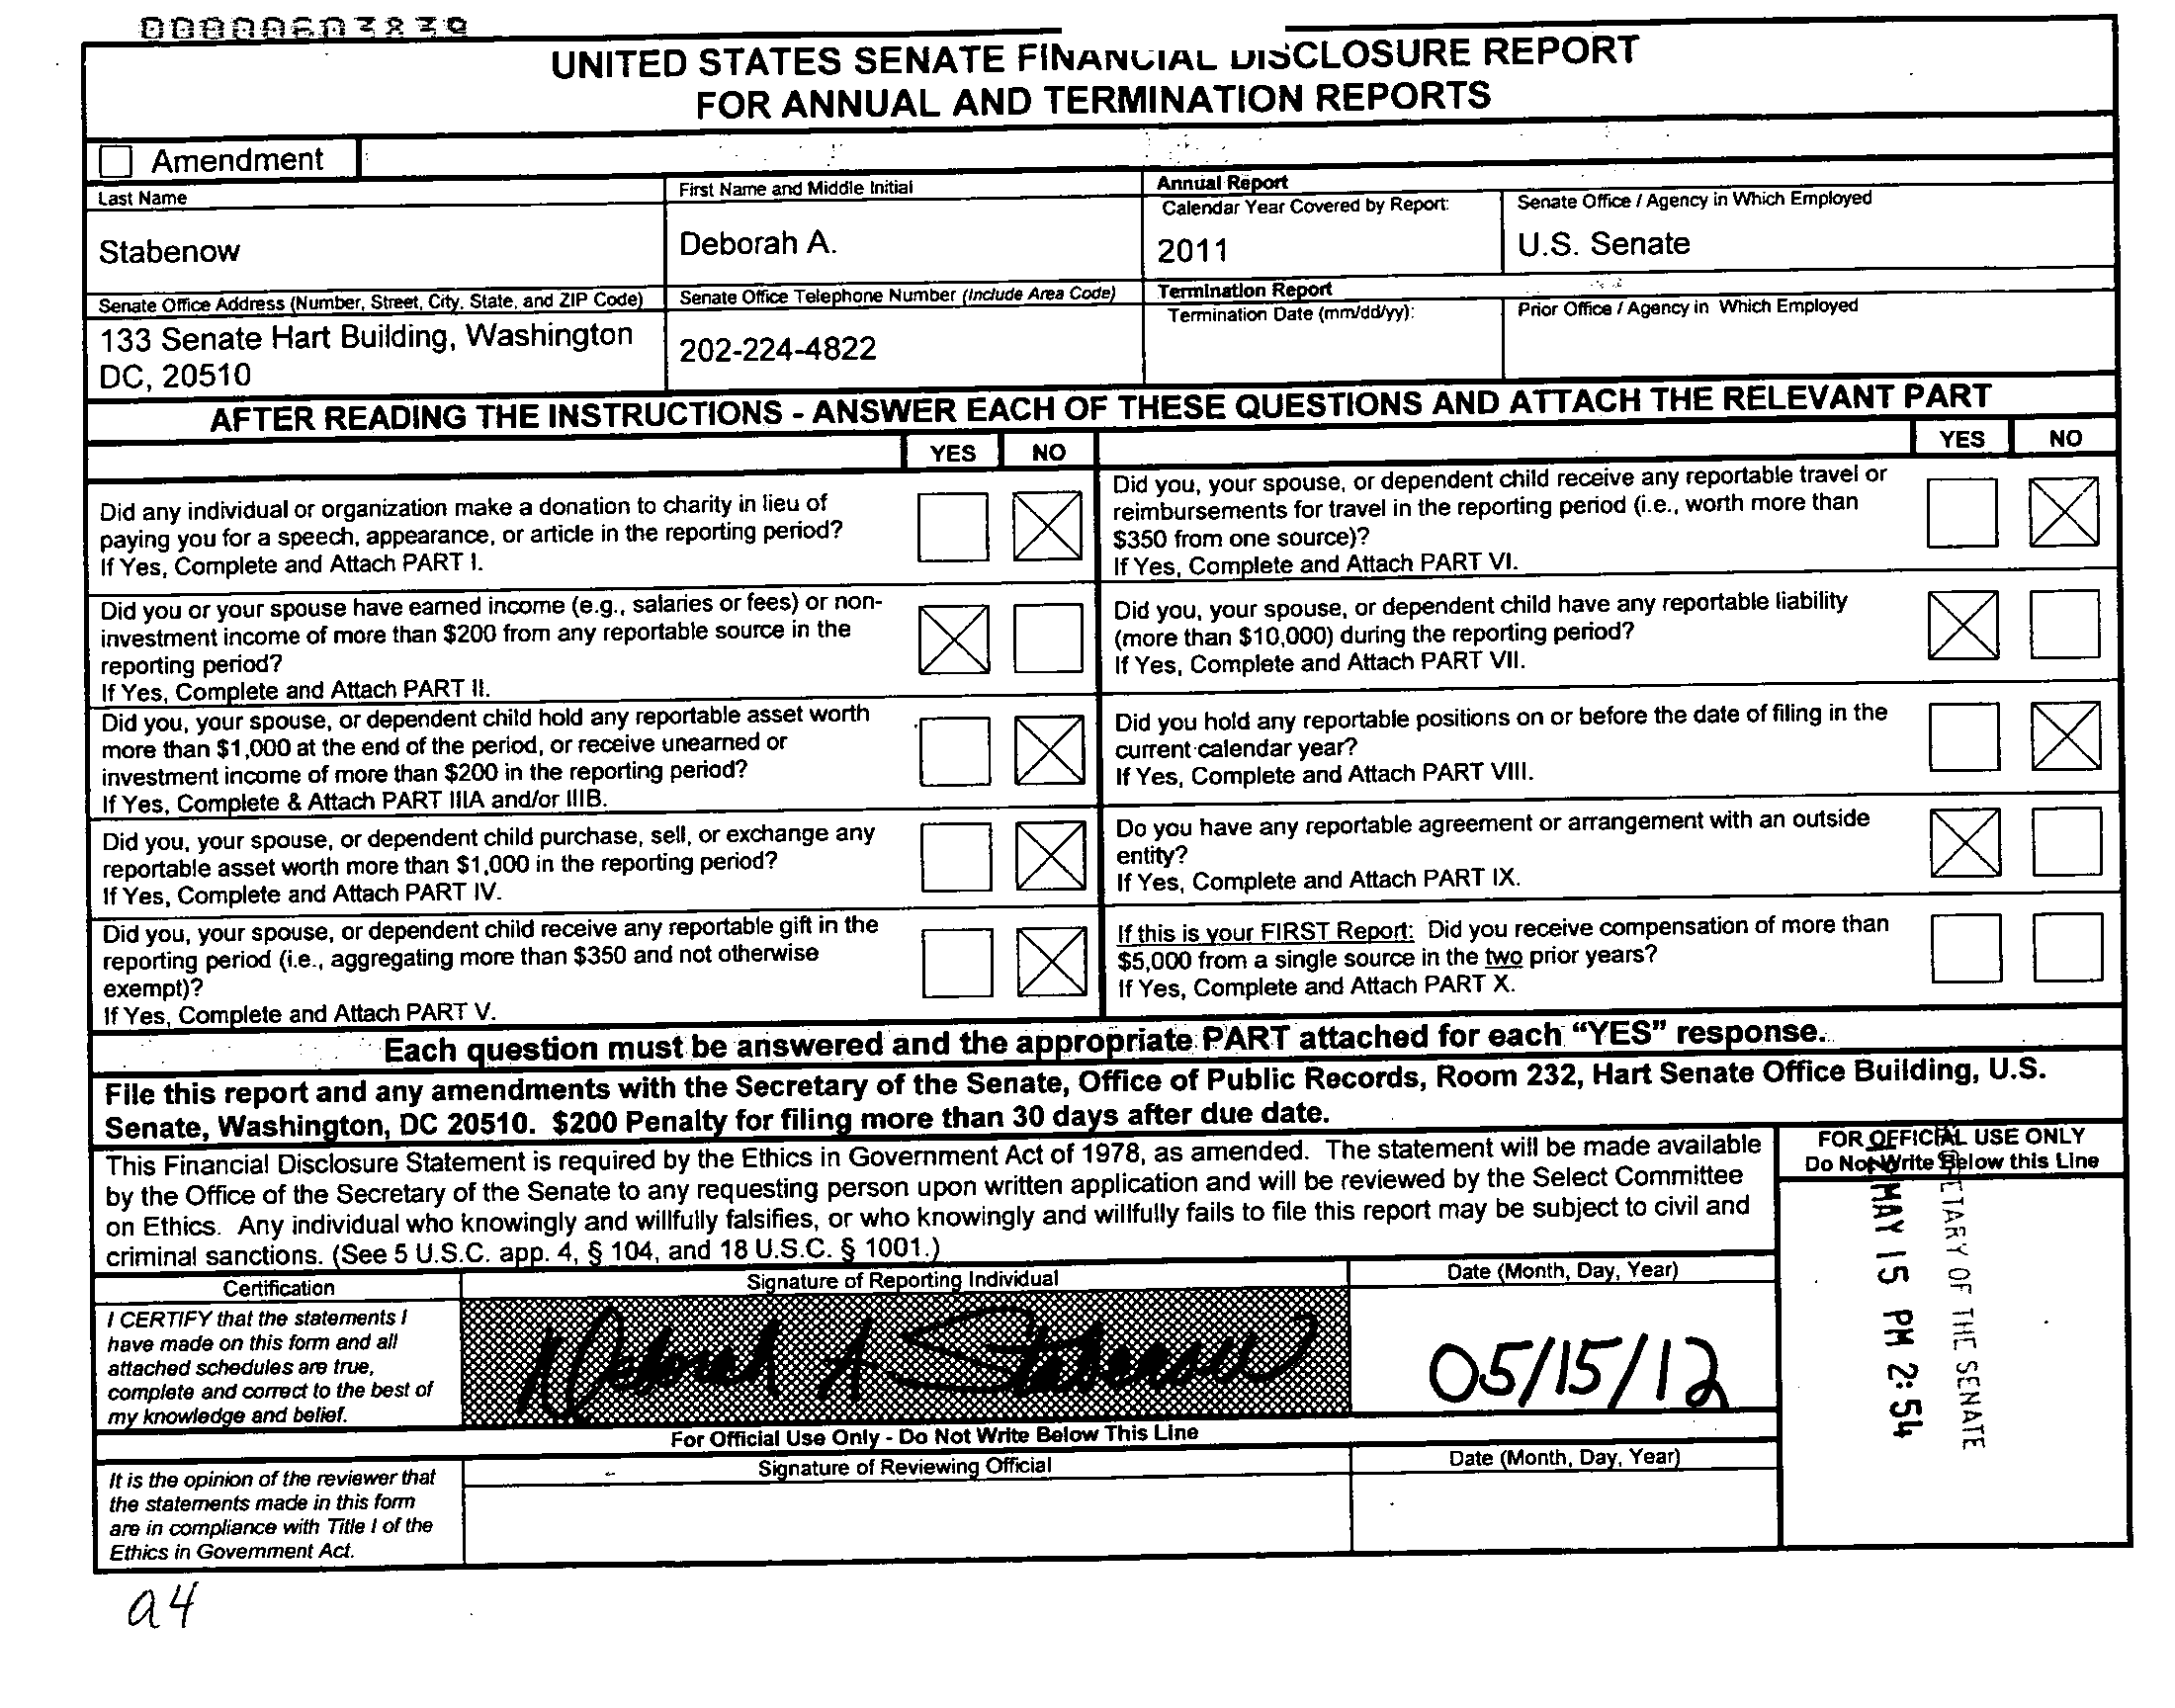 00000603839
UNITED STATES SENATE FINANCIAL DISCLOSURE REPORT
FOR ANNUAL AND TERMINATION REPORTS
Amendment
Last Name
Stabenow
First Name and Middle Initial
Deborah A.
Annual Report
Calendar Year Covered by Report:
2011
Senate Office / Agency in Which Employed
U.S. Senate
Senate Office Address (Number, Street, City, State, and ZIP Code)
133 Senate Hart Building, Washington
DC, 20510
Senate Office Telephone Number (Include Area Code)
202-224-4822
Termination Report
Termination Date (mm/dd/yy):
Prior Office / Agency in Which Employed
AFTER READING THE INSTRUCTIONS - ANSWER EACH OF THESE QUESTIONS AND ATTACH THE RELEVANT PART
YES NO
Did any individual or organization make a donation to charity in lieu of
paying you for a speech, appearance, or article in the reporting period?
If Yes, Complete and Attach PART I.
Did you or your spouse have earned income (e.g., salaries or fees) or non-
investment income of more than $200 from any reportable source in the
reporting period?
If Yes, Complete and Attach PART II.
Did you, your spouse, or dependent child hold any reportable asset worth
more than $1,000 at the end of the period, or receive unearned or
investment income of more than $200 in the reporting period?
If Yes, Complete & Attach PART IIIA and/or IIIB.
Did you, your spouse, or dependent child purchase, sell, or exchange any
reportable asset worth more than $1,000 in the reporting period?
If Yes, Complete and Attach PART IV.
Did you, your spouse, or dependent child receive any reportable gift in the
reporting period (i.e., aggregating more than $350 and not otherwise
exempt)?
If Yes, Complete and Attach PART V.
YES NO
Did you, your spouse, or dependent child receive any reportable travel or
reimbursements for travel in the reporting period (i.e., worth more than
$350 from one source)?
If Yes, Complete and Attach PART VI.
Did you, your spouse, or dependent child have any reportable liability
(more than $10,000) during the reporting period?
If Yes, Complete and Attach PART VII.
Did you hold any reportable positions on or before the date of filing in the
current calendar year?
If Yes, Complete and Attach PART VIII.
Do you have any reportable agreement or arrangement with an outside
entity?
If Yes, Complete and Attach PART IX.
If this is your FIRST Report: Did you receive compensation of more than
$5,000 from a single source in the two prior years?
If Yes, Complete and Attach PART X.
Each question must be answered and the appropriate PART attached for each “YES” response.
File this report and any amendments with the Secretary of the Senate, Office of Public Records, Room 232, Hart Senate Office Building, U.S.
Senate, Washington, DC 20510. $200 Penalty for filing more than 30 days after due date.
This Financial Disclosure Statement is required by the Ethics in Government Act of 1978, as amended. The statement will be made available
by the Office of the Secretary of the Senate to any requesting person upon written application and will be reviewed by the Select Committee
on Ethics. Any individual who knowingly and willfully falsifies, or who knowingly and willfully fails to file this report may be subject to civil and
criminal sanctions. (See 5 U.S.C. app. 4, § 104, and 18 U.S.C. § 1001.)
FOR OFFICIAL USE ONLY
Do Not Write Below this Line
MAY 15 PM 2:54
OF THE SENATE
Certification
I CERTIFY that the statements I
have made on this form and all
attached schedules are true,
complete and correct to the best of
my knowledge and belief.
Signature of Reporting Individual
Deborah A Stabenow
Date (Month, Day, Year)
05/15/12
For Official Use Only - Do Not Write Below This Line
It is the opinion of the reviewer that
the statements made in this form
are in compliance with Title I of the
Ethics in Government Act.
Signature of Reviewing Official
Date (Month, Day, Year)
a4